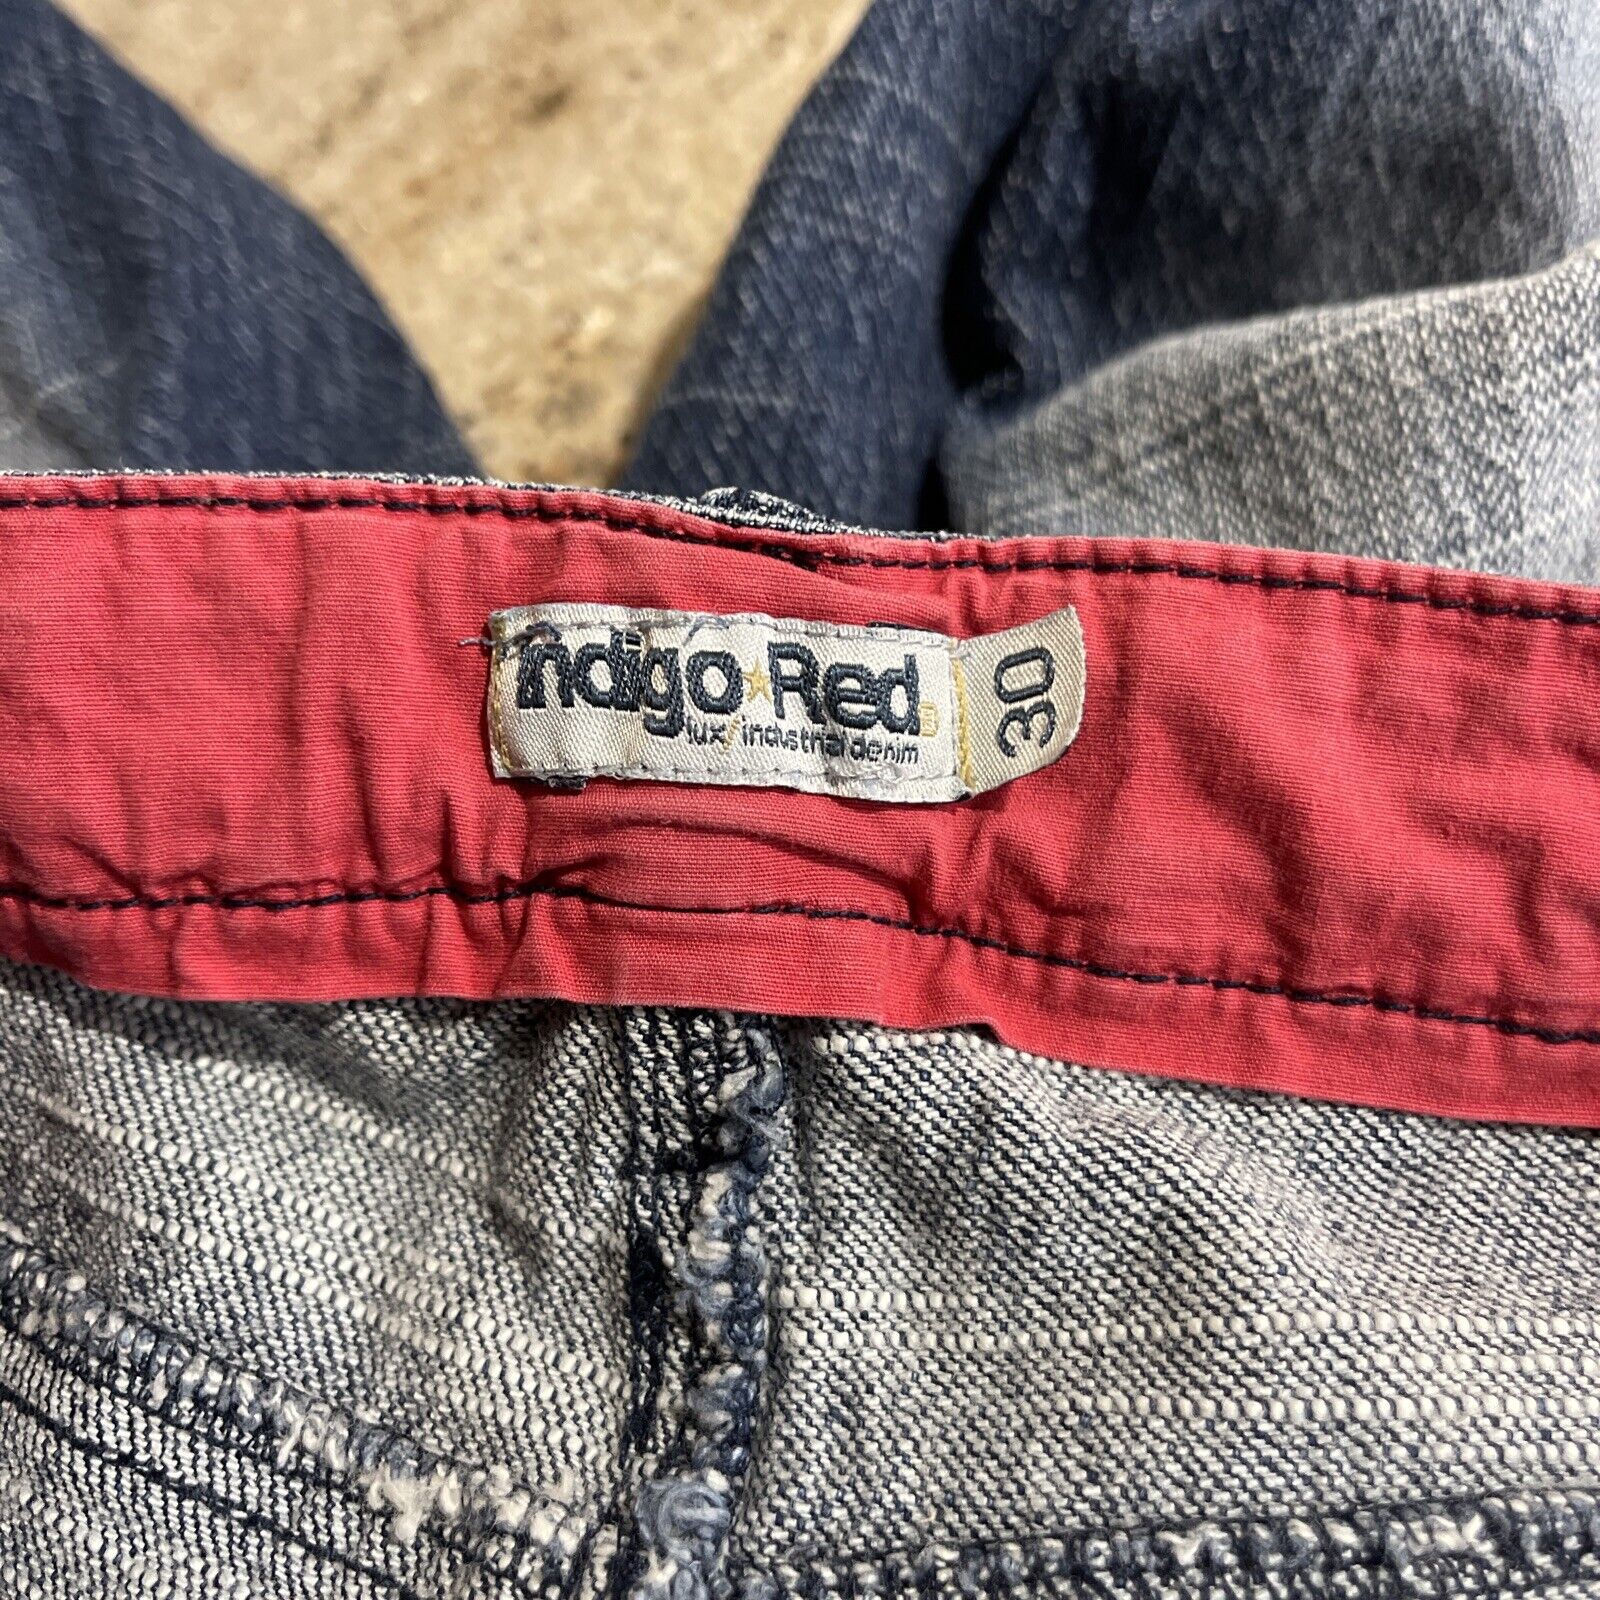 indigo★Red
lux/industrial denim
30